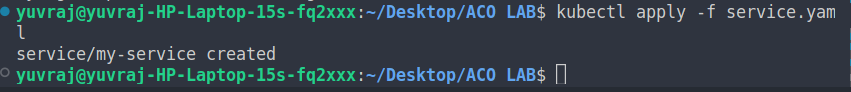 yuvraj@yuvraj-HP-Laptop-15s-fq2xxx:~/Desktop/ACO LAB$ kubectl apply -f service.yam
l
service/my-service created
yuvraj@yuvraj-HP-Laptop-15s-fq2xxx:~/Desktop/ACO LAB$